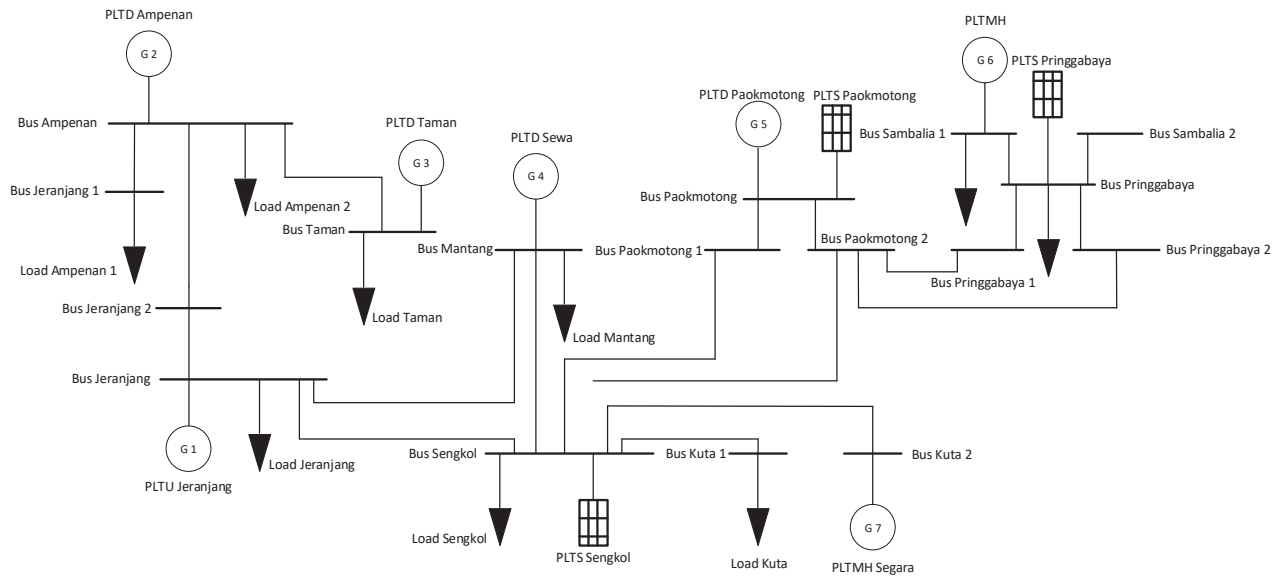 PLTD Ampenan
G 2
Bus Ampenan
PLTD Taman
G 3
Bus Jeranjang 1
Load Ampenan 2
Bus Taman
Load Ampenan 1
Bus Jeranjang 2
Load Taman
Bus Jeranjang
G 1
PLTU Jeranjang
Load Jeranjang
PLTD Sewa
G 4
Bus Mantang
Load Mantang
PLTMH
G 6
PLTS Pringgabaya
PLTD Paokmotong
PLTS Paokmotong
G 5
Bus Sambalia 1
Bus Sambalia 2
Bus Pringgabaya
Bus Paokmotong
Bus Paokmotong 1
Bus Paokmotong 2
Bus Pringgabaya 1
Bus Pringgabaya 2
Bus Sengkol
Bus Kuta 1
Bus Kuta 2
Load Sengkol
PLTS Sengkol
Load Kuta
G 7
PLTMH Segara